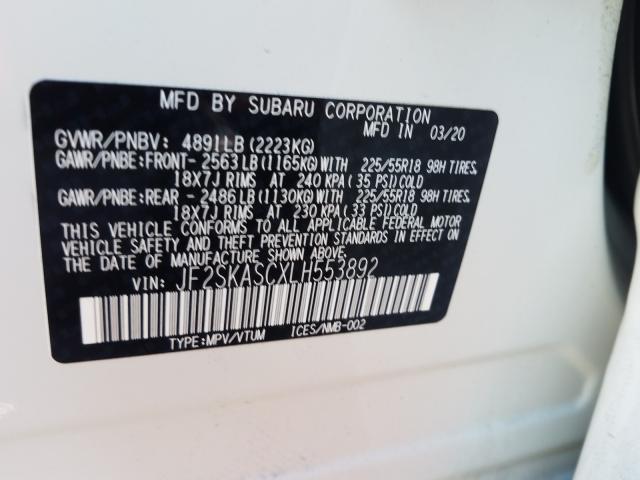 MFD BY SUBARU CORPORATION
MFD IN 03/20
GVWR/PNBV: 4891LB (2223KG)
GAWR/PNBE:FRONT- 2563LB(1165KG)WITH 225/55R18 98H TIRES,
18X7J RIMS AT 240 KPA( 35 PSI)COLD
GAWR/PNBE:REAR - 2486LB(1130KG)WITH 225/55R18 98H TIRES,
18X7J RIMS AT 230 KPA( 33 PSI)COLD
THIS VEHICLE CONFORMS TO ALL APPLICABLE FEDERAL MOTOR
VEHICLE SAFETY AND THEFT PREVENTION STANDARDS IN EFFECT ON
THE DATE OF MANUFACTURE SHOWN ABOVE.
VIN: JF2SKASCXLH553892
TYPE:MPV/VTUM ICES/NMB-002